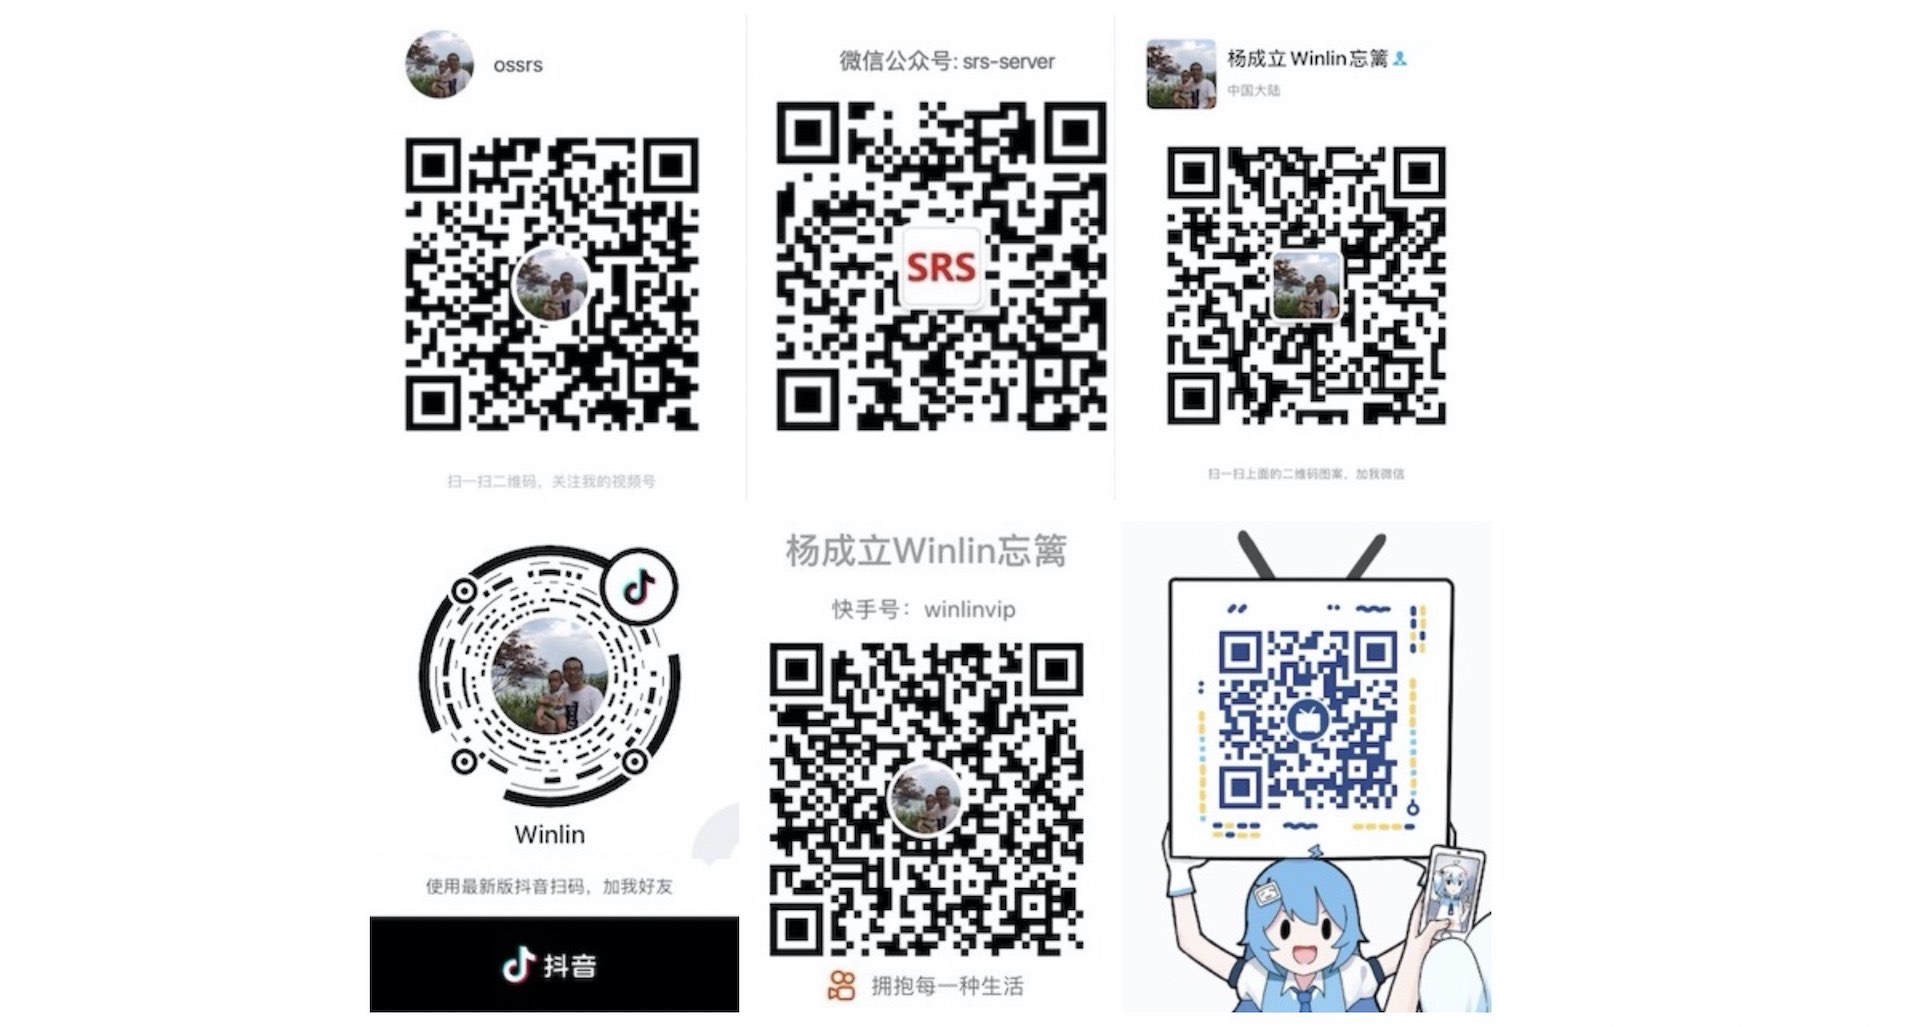 ossrs
扫一扫二维码，关注我的视频号
微信公众号: srs-server
SRS
杨成立Winlin忘篱
中国大陆
扫一扫上面的二维码图案，加我微信
Winlin
使用最新版抖音扫码，加我好友
抖音
杨成立Winlin忘篱
快手号：winlinvip
拥抱每一种生活